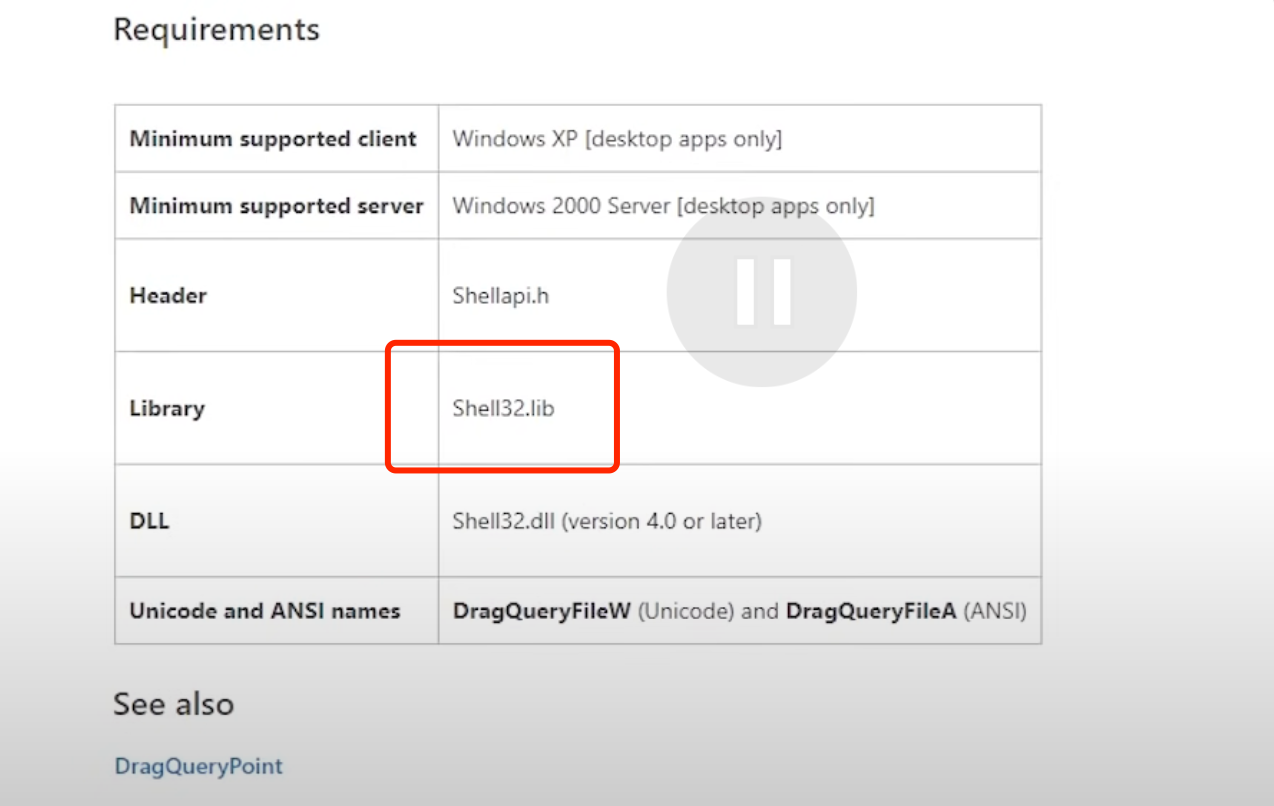 Requirements
Minimum supported client Windows XP [desktop apps only]
Minimum supported server Windows 2000 Server [desktop apps only]
Header Shellapi.h
Library Shell32.lib
DLL Shell32.dll (version 4.0 or later)
Unicode and ANSI names DragQueryFileW (Unicode) and DragQueryFileA (ANSI)
See also
DragQueryPoint